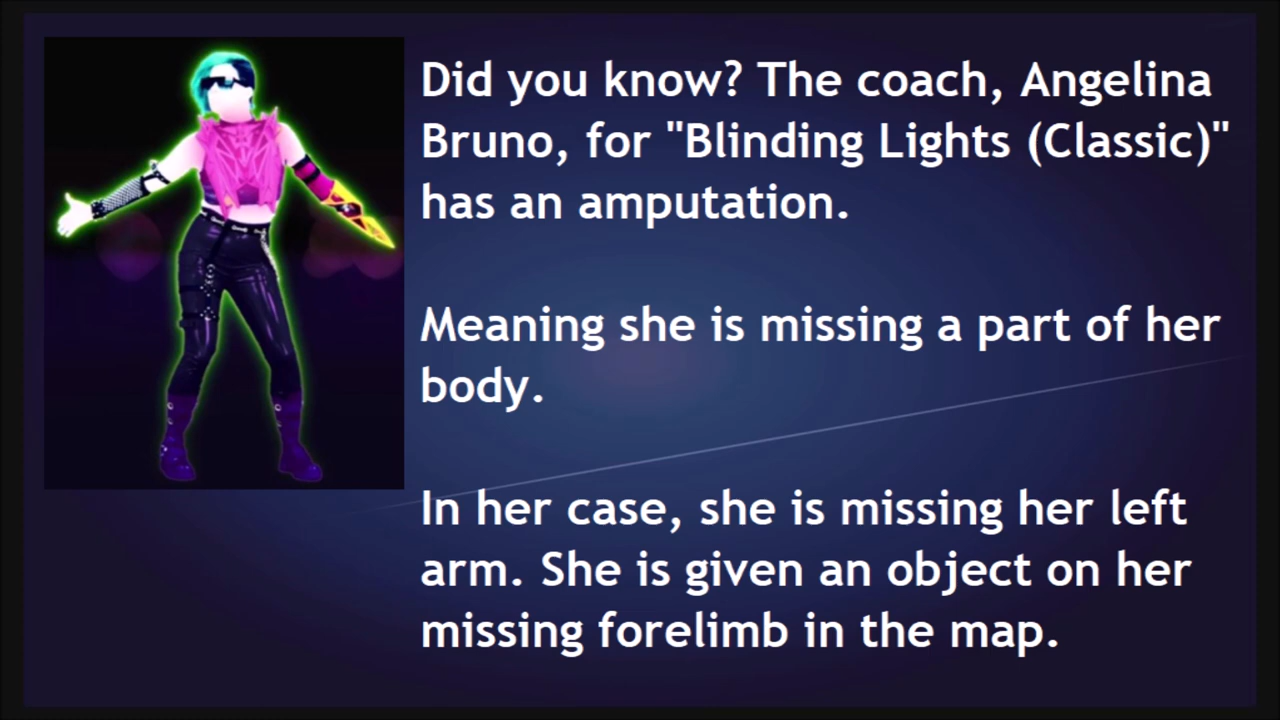 Did you know? The coach, Angelina
Bruno, for "Blinding Lights (Classic)"
has an amputation.
Meaning she is missing a part of her
body.
In her case, she is missing her left
arm. She is given an object on her
missing forelimb in the map.